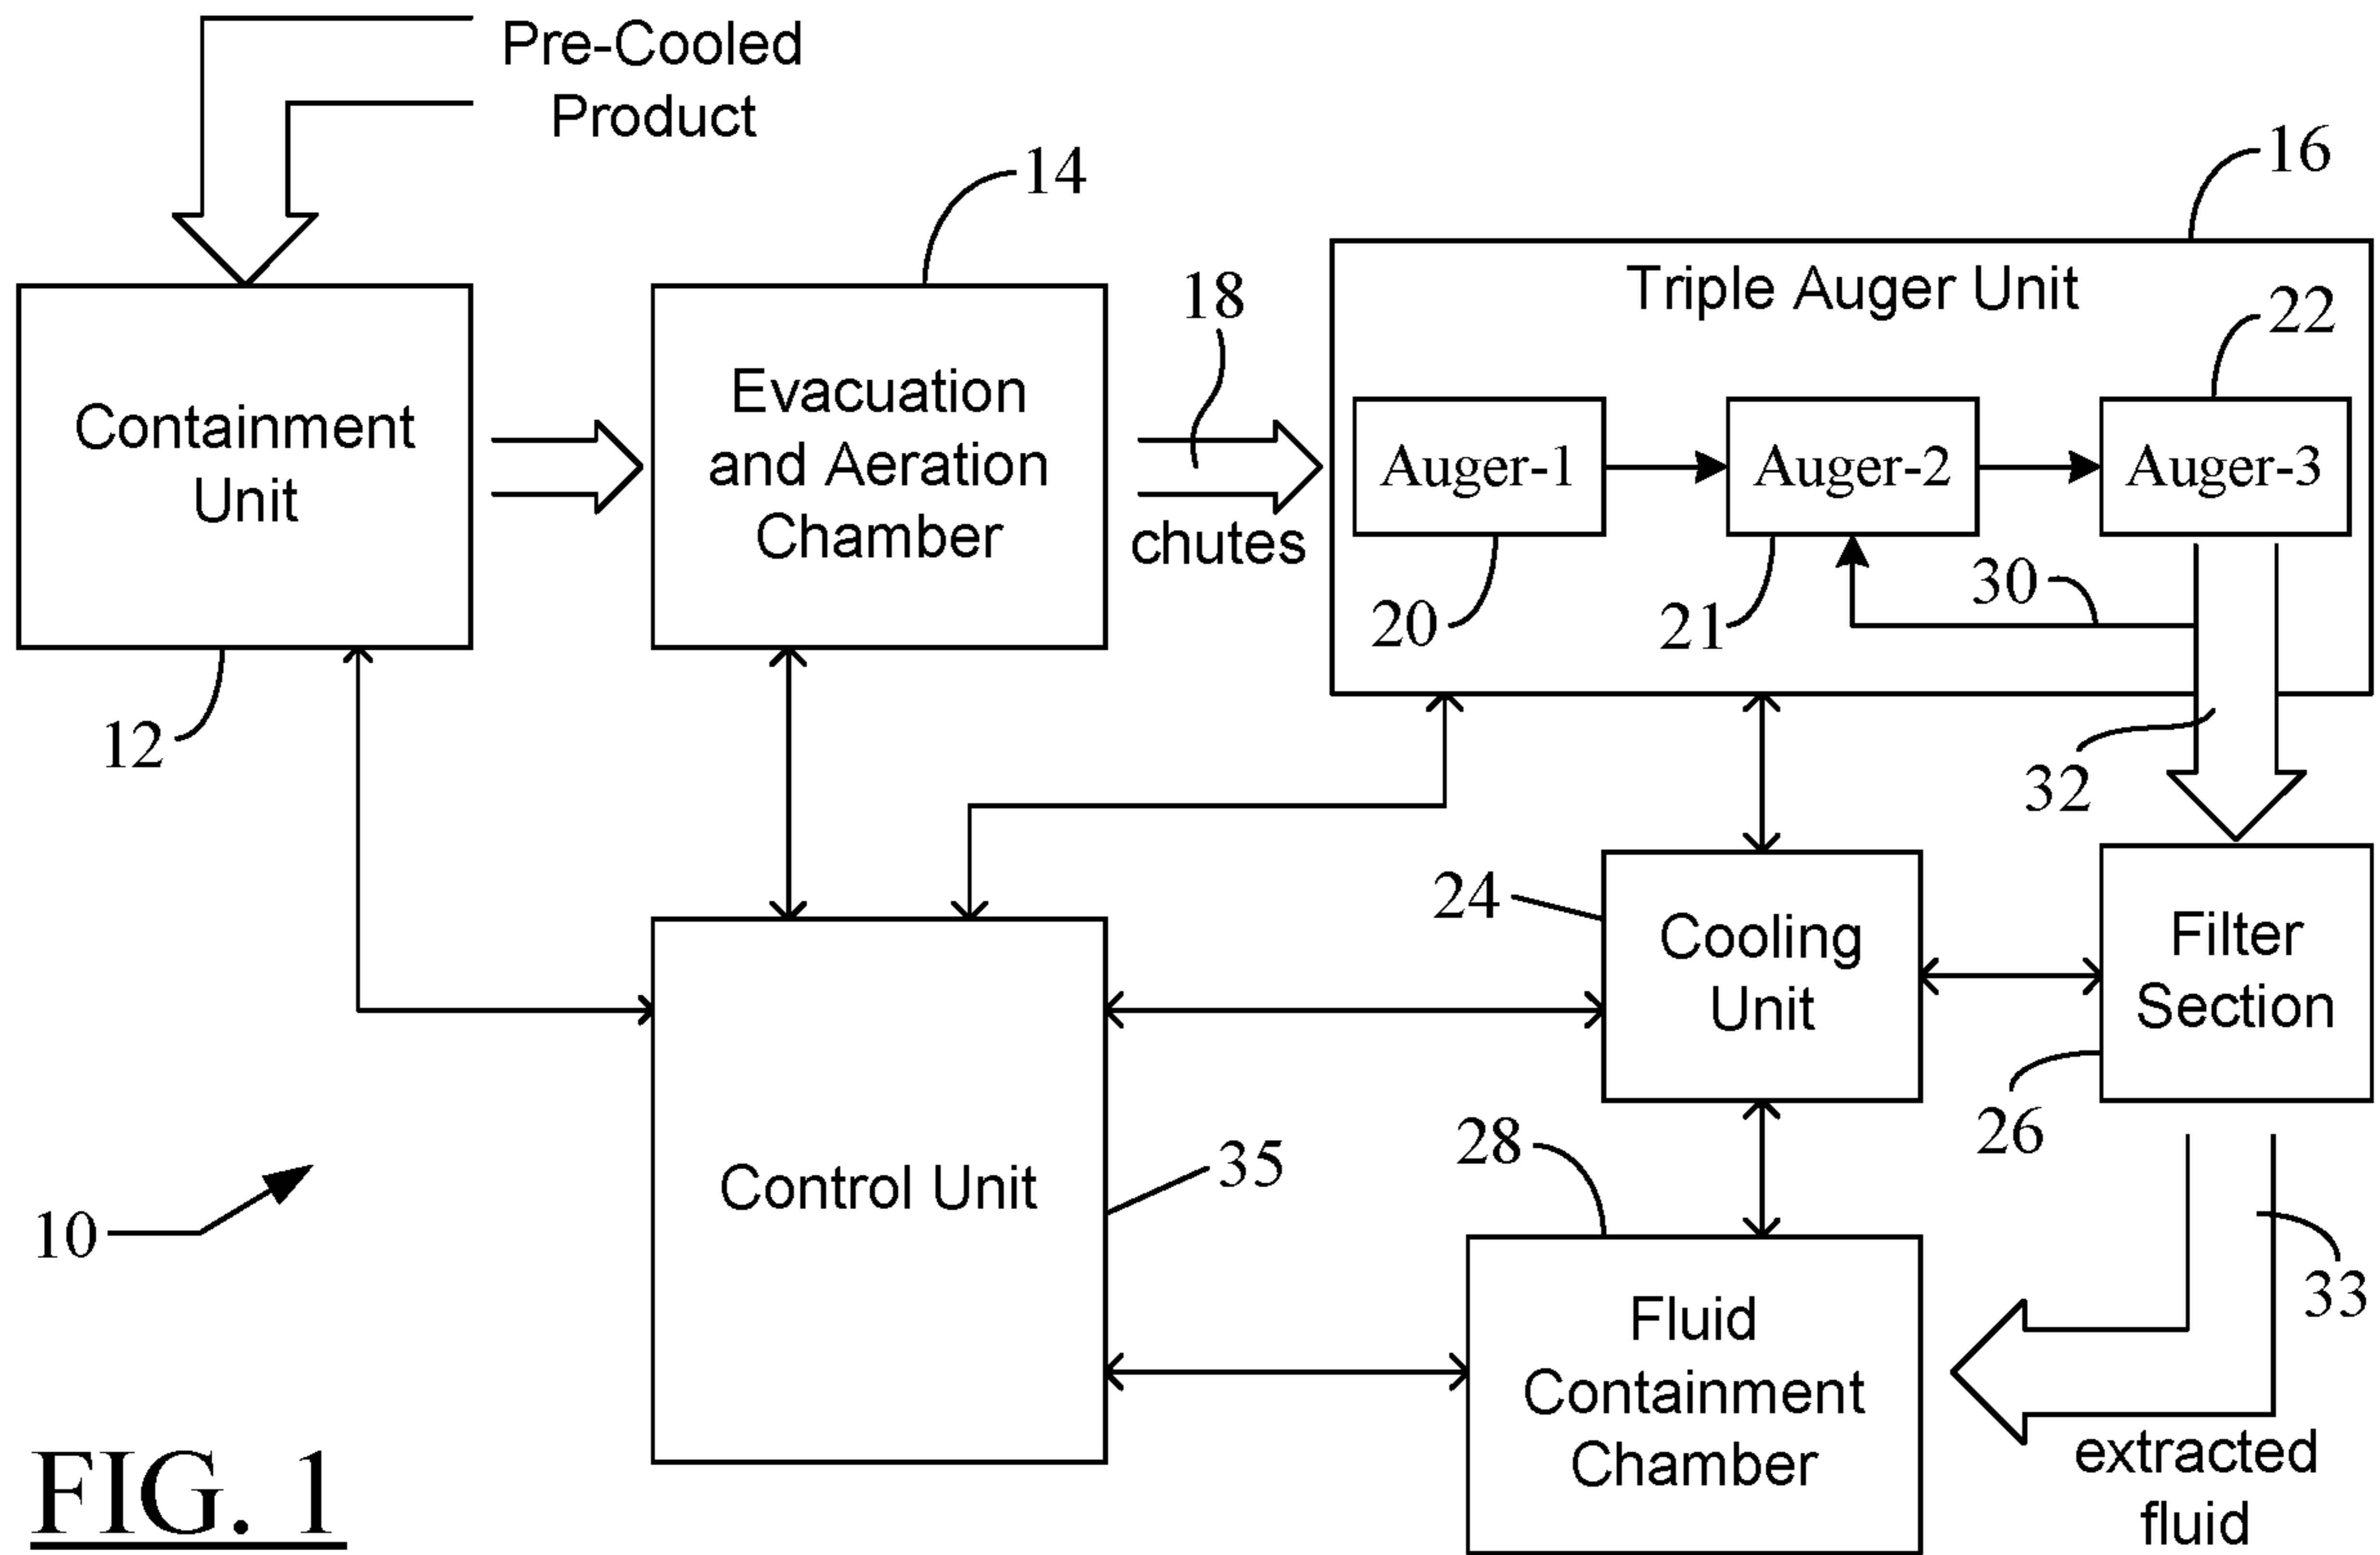 Pre-Cooled
Product
14
16
18
Triple Auger Unit
22
Containment
Unit
Evacuation
and Aeration
Chamber
chutes
Auger-1
Auger-2
Auger-3
20
21
30
12
32
24
Cooling
Unit
Filter
Section
26
28
Control Unit
35
10
33
Fluid
Containment
Chamber
extracted
fluid
FIG. 1